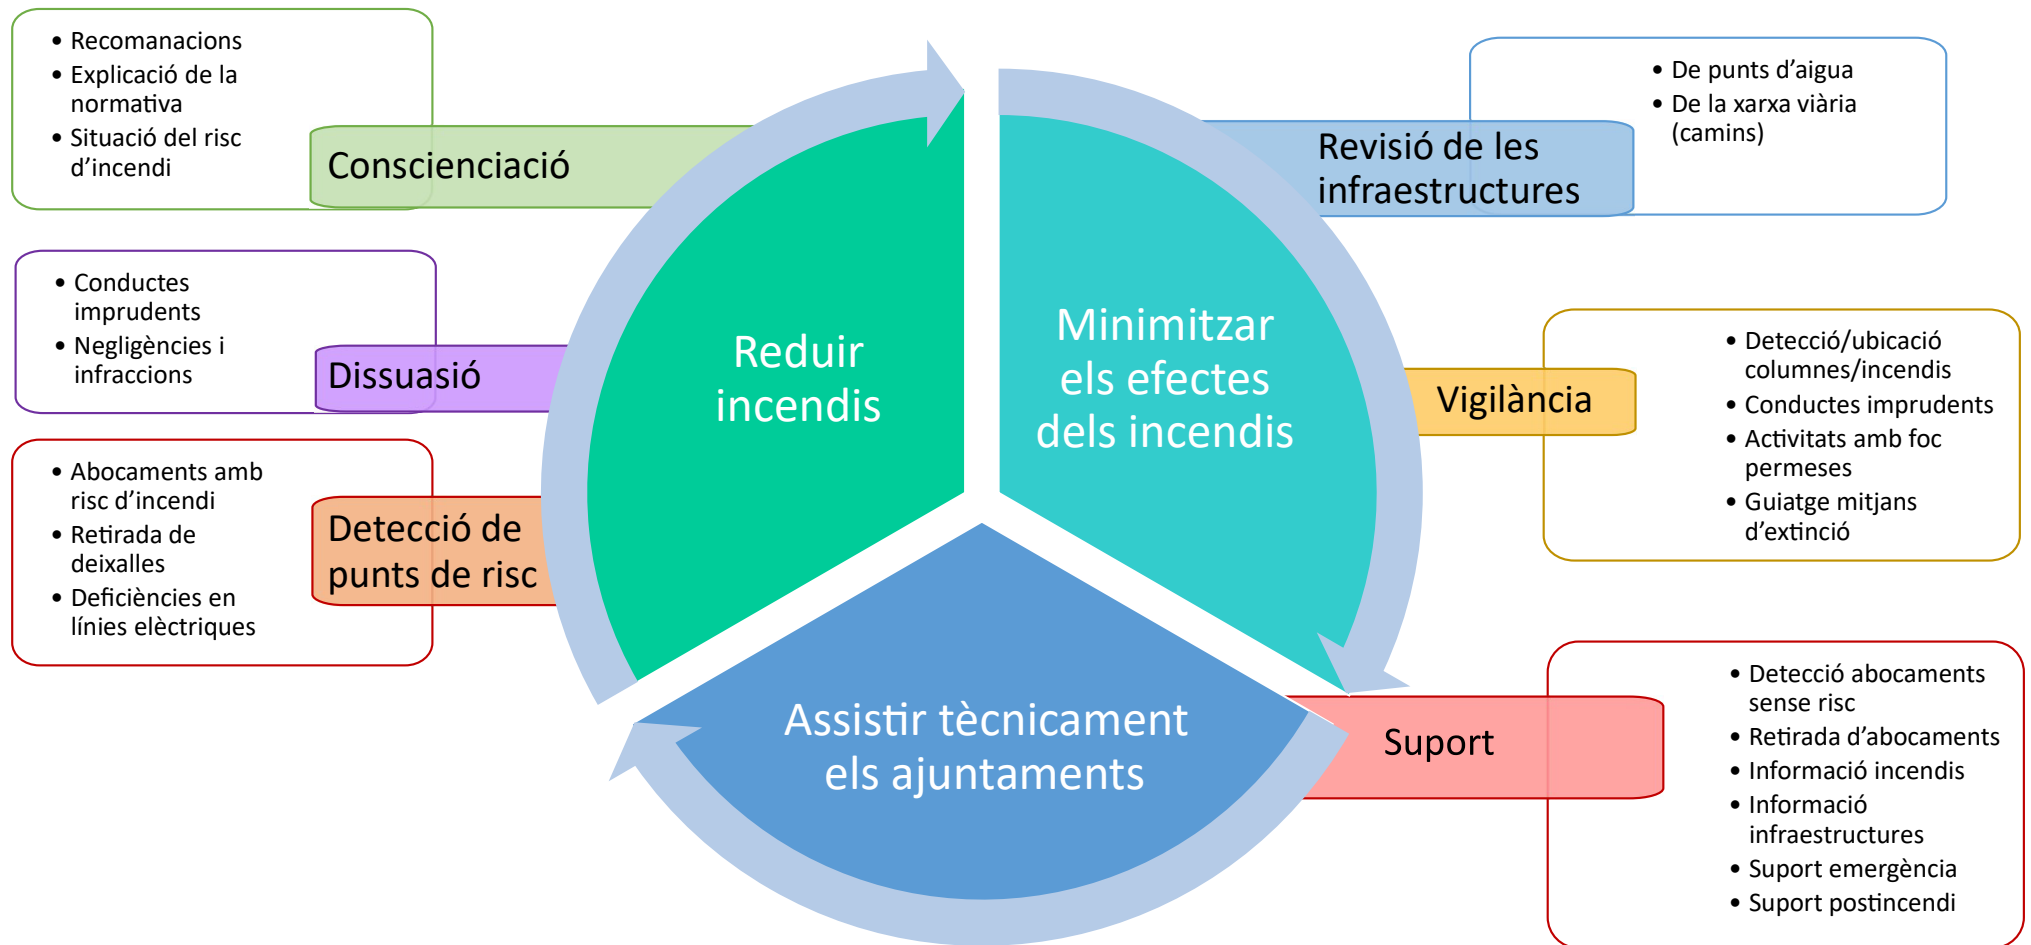 • Recomanacions
• Explicació de la
normativa
• Situació del risc
d'incendi
Conscienciació
• Conductes
imprudents
• Negligències i
infraccions
Dissuasió
• Abocaments amb
risc d'incendi
• Retirada de
deixalles
• Deficiències en
línies elèctriques
Detecció de
punts de risc
Reduir
incendis
Minimitzar
els efectes
dels incendis
Assistir tècnicament
els ajuntaments
Revisió de les
infraestructures
• De punts d'aigua
• De la xarxa viària
(camins)
Vigilància
• Detecció/ubicació
columnes/incendis
• Conductes imprudents
• Activitats amb foc
permeses
• Guiatge mitjans
d'extinció
Suport
• Detecció abocaments
sense risc
• Retirada d'abocaments
• Informació incendis
• Informació
infraestructures
• Suport emergència
• Suport postincendi